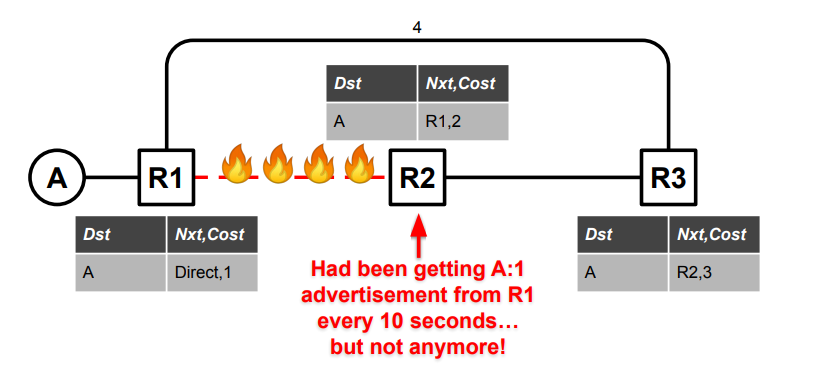 4
Dst Nxt,Cost
A R1,2
A R1 R2 R3
Dst Nxt,Cost
A Direct,1
Dst Nxt,Cost
A R2,3
Had been getting A:1
advertisement from R1
every 10 seconds…
but not anymore!